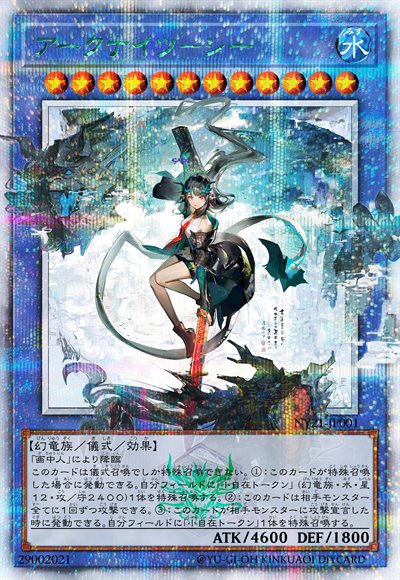 アークナイツーシー
みず
水
NY21-JP001
【幻竜族／儀式／効果】
「画中人」により降臨
このカードは儀式召喚でしか特殊召喚できない。①：このカードが特殊召喚
した場合に発動できる。自分フィールドに「小自在トークン」(幻竜族・水・星
12・攻／守2400)1体を特殊召喚する。②：このカードは相手モンスター
全てに1回ずつ攻撃できる。③：このカードが相手モンスターに攻撃宣言した
時に発動できる。自分フィールドに「小自在トークン」1体を特殊召喚する。
ATK/4600 DEF/1800
29002021
@YU-GI-OH KINKUAOI DIYCARD